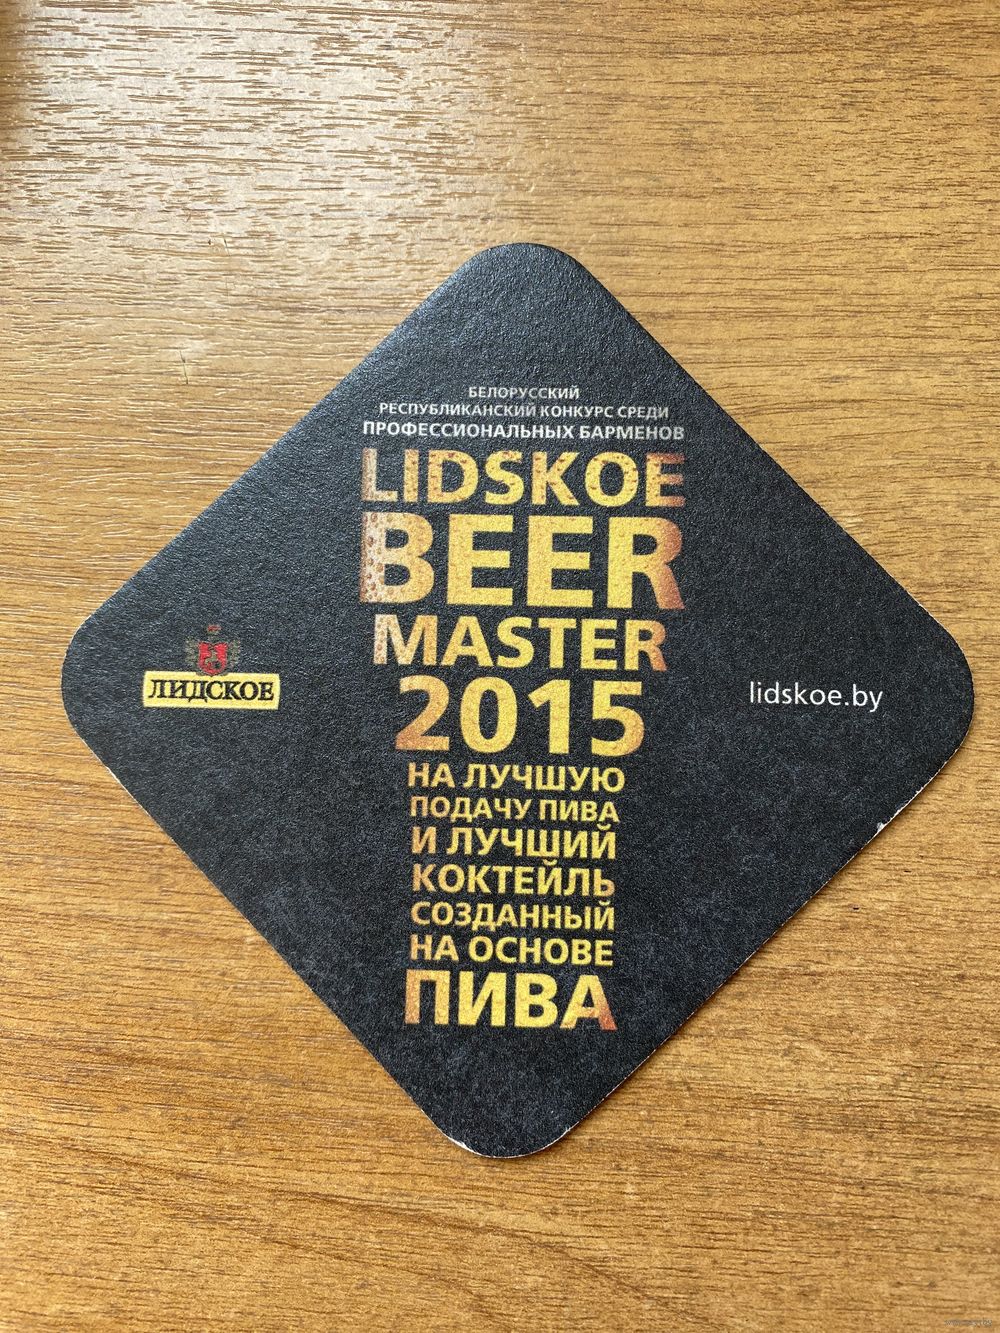 БЕЛОРУССКИЙ
РЕСПУБЛИКАНСКИЙ КОНКУРС СРЕДИ
ПРОФЕССИОНАЛЬНЫХ БАРМЕНОВ
LIDSKOE
BEER
MASTER
2015
НА ЛУЧШУЮ
ПОДАЧУ ПИВА
И ЛУЧШИЙ
КОКТЕЙЛЬ
СОЗДАННЫЙ
НА ОСНОВЕ
ПИВА
ЛИДСКОЕ
lidskoe.by